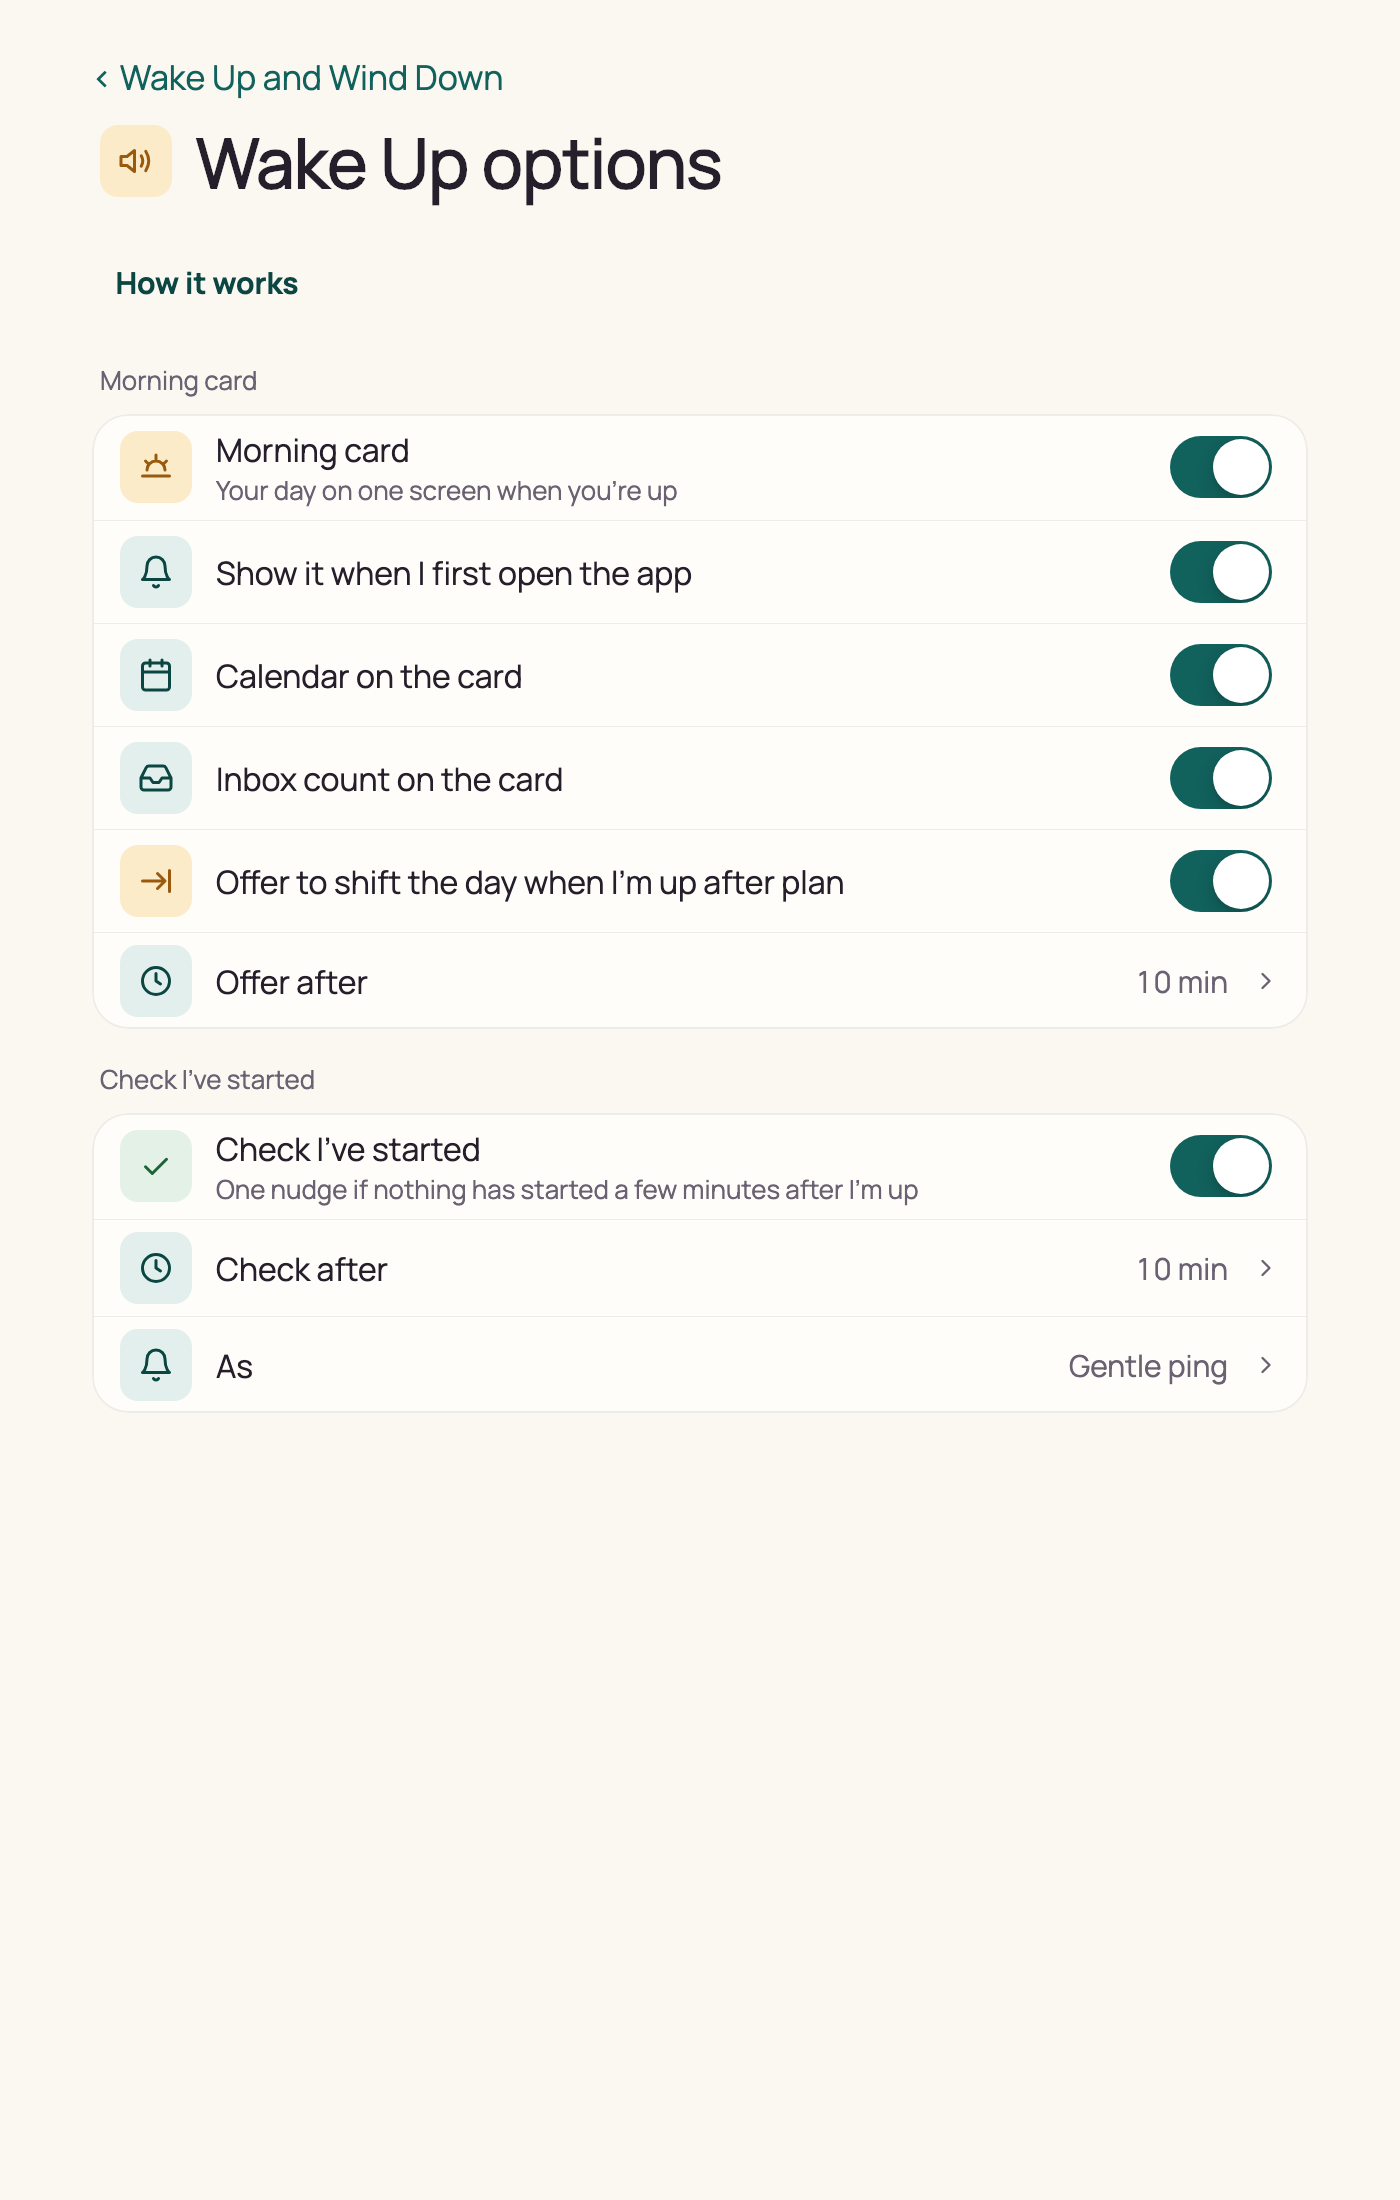 Wake Up and Wind Down
Wake Up options
How it works
Morning card
Morning card
Your day on one screen when you're up
Show it when I first open the app
Calendar on the card
Inbox count on the card
Offer to shift the day when I'm up after plan
Offer after 10 min
Check I've started
Check I've started
One nudge if nothing has started a few minutes after I'm up
Check after 10 min
As Gentle ping